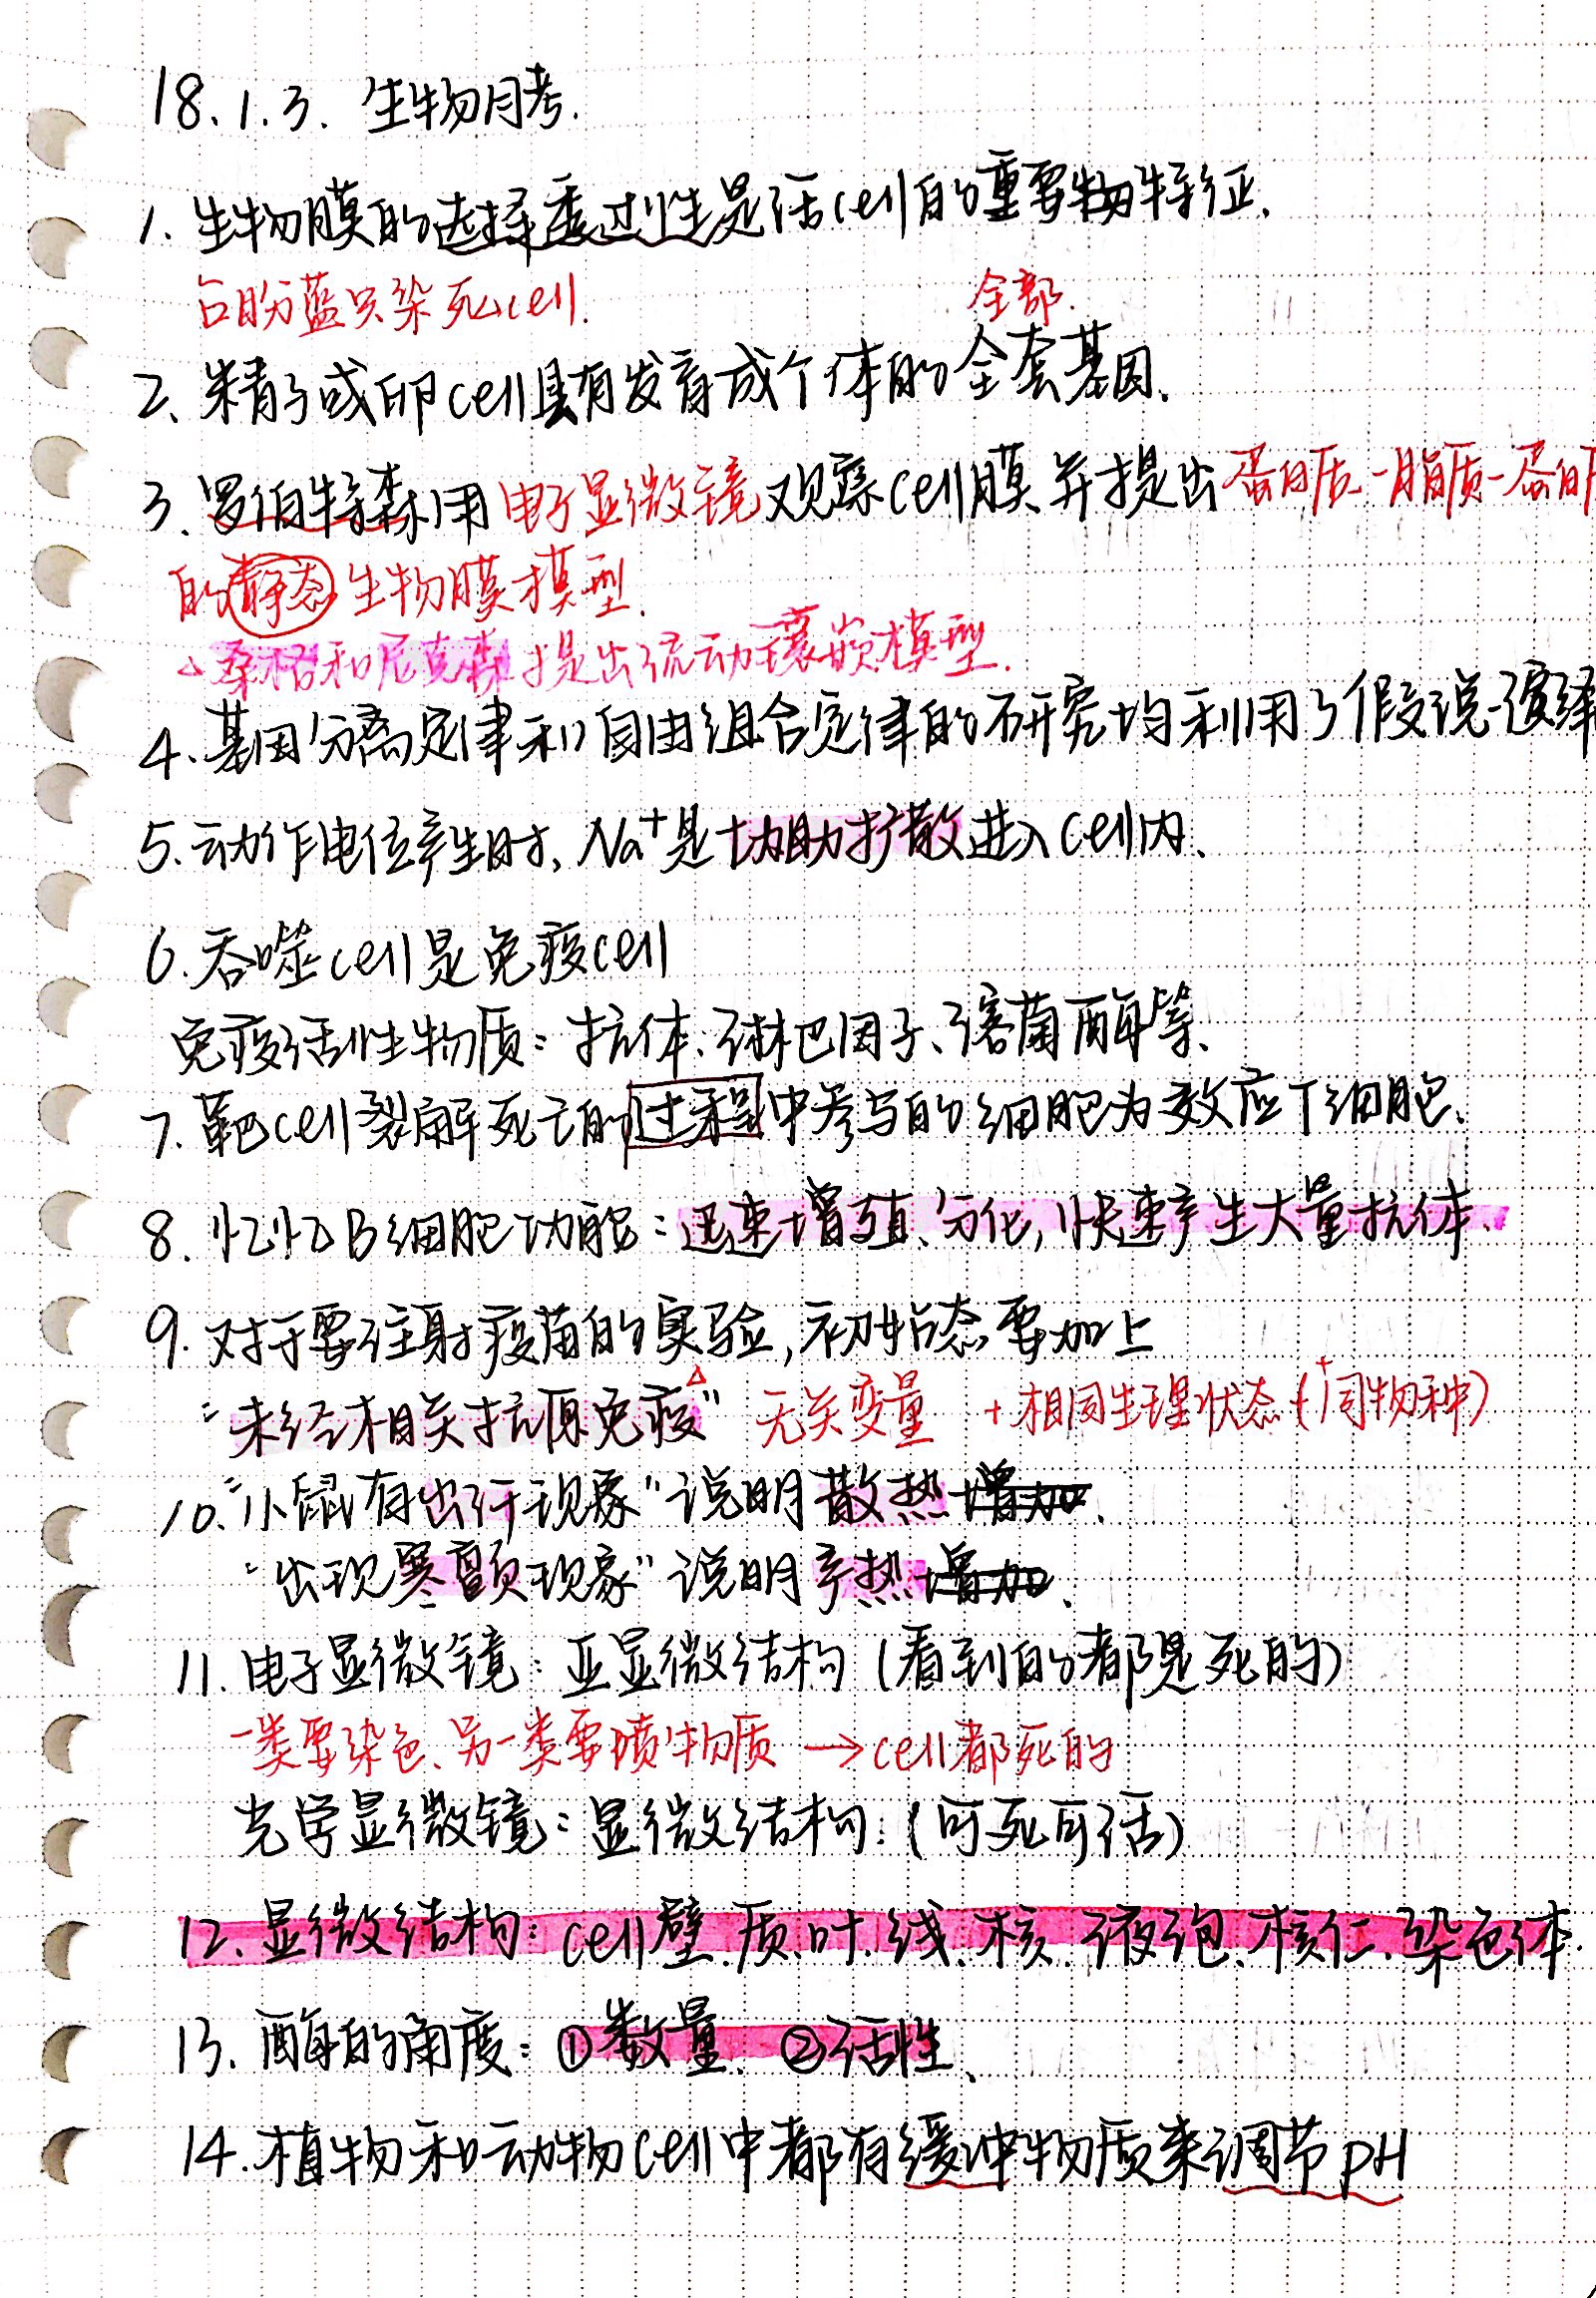 18.1.3. 生物月考.
1. 生物膜的选择透过性是活cell的重要特征.
台盼蓝只染死cell.
全部.
2. 精子或卵cell具有发育成个体的全套基因.
3. 罗伯特森用电子显微镜观察cell膜并提出蛋白质-脂质-蛋白
的静态生物膜模型.
△桑格和尼克森提出流动镶嵌模型.
4. 基因分离定律和自由组合定律的研究均利用了假说-演绎
5. 动作电位产生时, Na⁺是协助扩散进入cell内.
6. 吞噬cell是免疫cell
免疫活性物质: 抗体、淋巴因子、溶菌酶等.
7. 靶cell裂解死亡的过程中参与的细胞为效应T细胞.
8. 忆忆B细胞功能: 迅速增殖、分化, 快速产生大量抗体.
9. 对于要注射疫苗的实验, 初始态要加上
"未经相关抗原免疫" △ 无关变量 +相同生理状态 (+同物种)
10. "小鼠有出汗现象" 说明散热增加.
"出现寒颤现象" 说明产热增加.
11. 电子显微镜: 亚显微结构 (看到的都是死的)
一类要染色、另一类要喷物质 → cell都死的
光学显微镜: 显微结构. (可死可活)
12. 显微结构: cell壁、质、叶、线、核、液泡、核仁、染色体.
13. 酶的角度: ①数量. ②活性.
14. 植物和动物cell中都有缓冲物质来调节pH